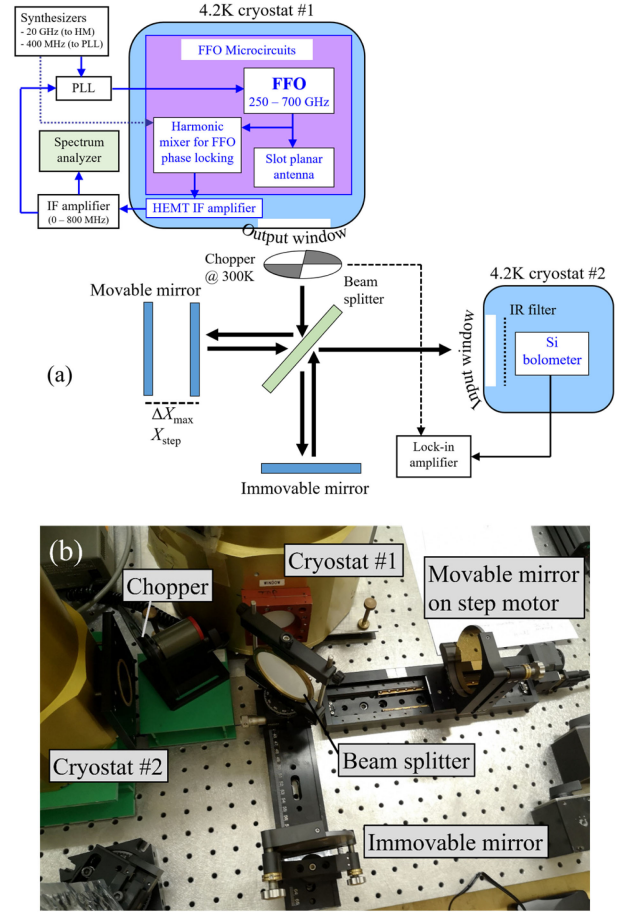 4.2K cryostat #1
Synthesizers
- 20 GHz (to HM)
- 400 MHz (to PLL)
FFO Microcircuits
PLL
FFO
250 – 700 GHz
Harmonic
mixer for FFO
phase locking
Spectrum
analyzer
Slot planar
antenna
IF amplifier
(0 – 800 MHz)
HEMT IF amplifier
Output window
Chopper
@ 300K
Beam
splitter
4.2K cryostat #2
Movable mirror
IR filter
Si
bolometer
Input window
(a)
ΔXmax
Xstep
Lock-in
amplifier
Immovable mirror
(b)
Cryostat #1
Chopper
Movable mirror
on step motor
WINDOW
Cryostat #2
Beam splitter
Immovable mirror